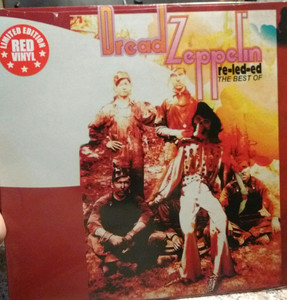 LIMITED EDITION
RED
VINYL
Dread
Zeppelin
re-led-ed
THE BEST OF